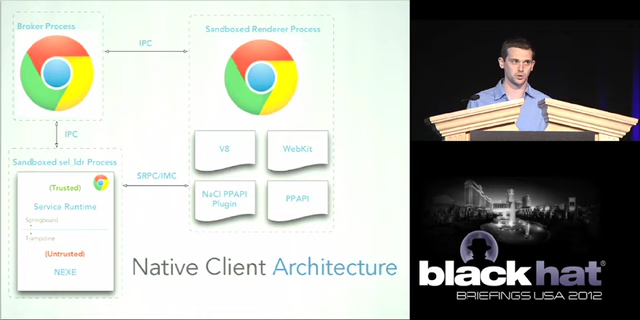 Broker Process
Sandboxed Renderer Process
IPC
IPC
Sandboxed sel_ldr Process
SRPC/IMC
V8
WebKit
NaCl PPAPI
Plugin
PPAPI
(Trusted)
Service Runtime
Springboard
Trampoline
(Untrusted)
NEXE
Native Client Architecture
black hat®
BRIEFINGS USA 2012